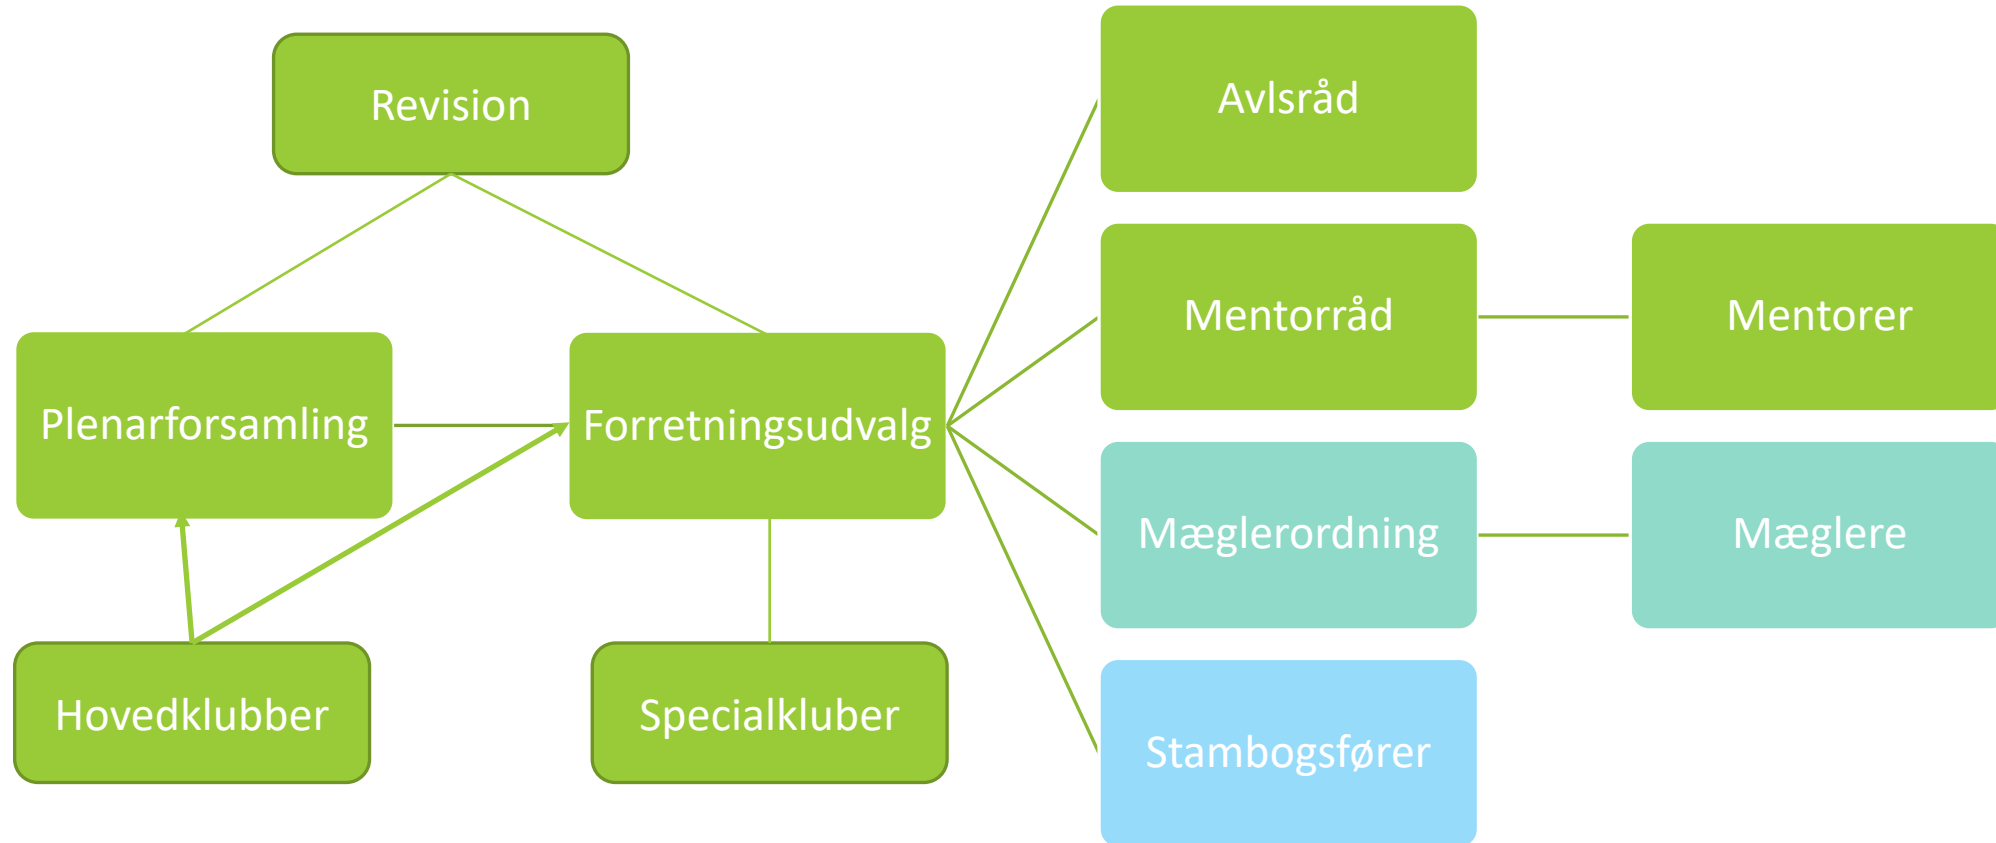 Revision
Avlsråd
Mentorråd
Mentorer
Plenarforsamling
Forretningsudvalg
Mæglerordning
Mæglere
Hovedklubber
Specialkluber
Stambogsfører